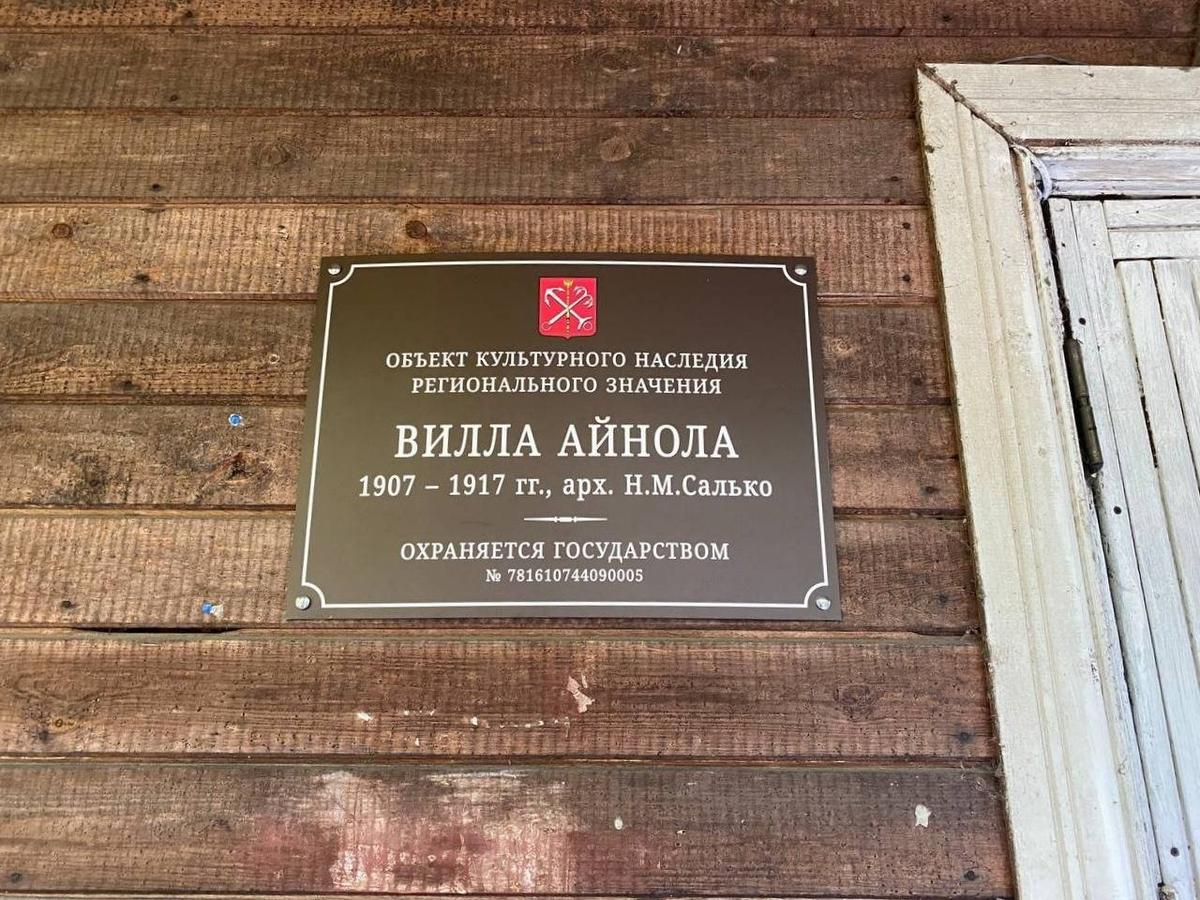 ОБЪЕКТ КУЛЬТУРНОГО НАСЛЕДИЯ
РЕГИОНАЛЬНОГО ЗНАЧЕНИЯ
ВИЛЛА АЙНОЛА
1907 – 1917 гг., арх. Н.М.Салько
ОХРАНЯЕТСЯ ГОСУДАРСТВОМ
№ 781610744090005